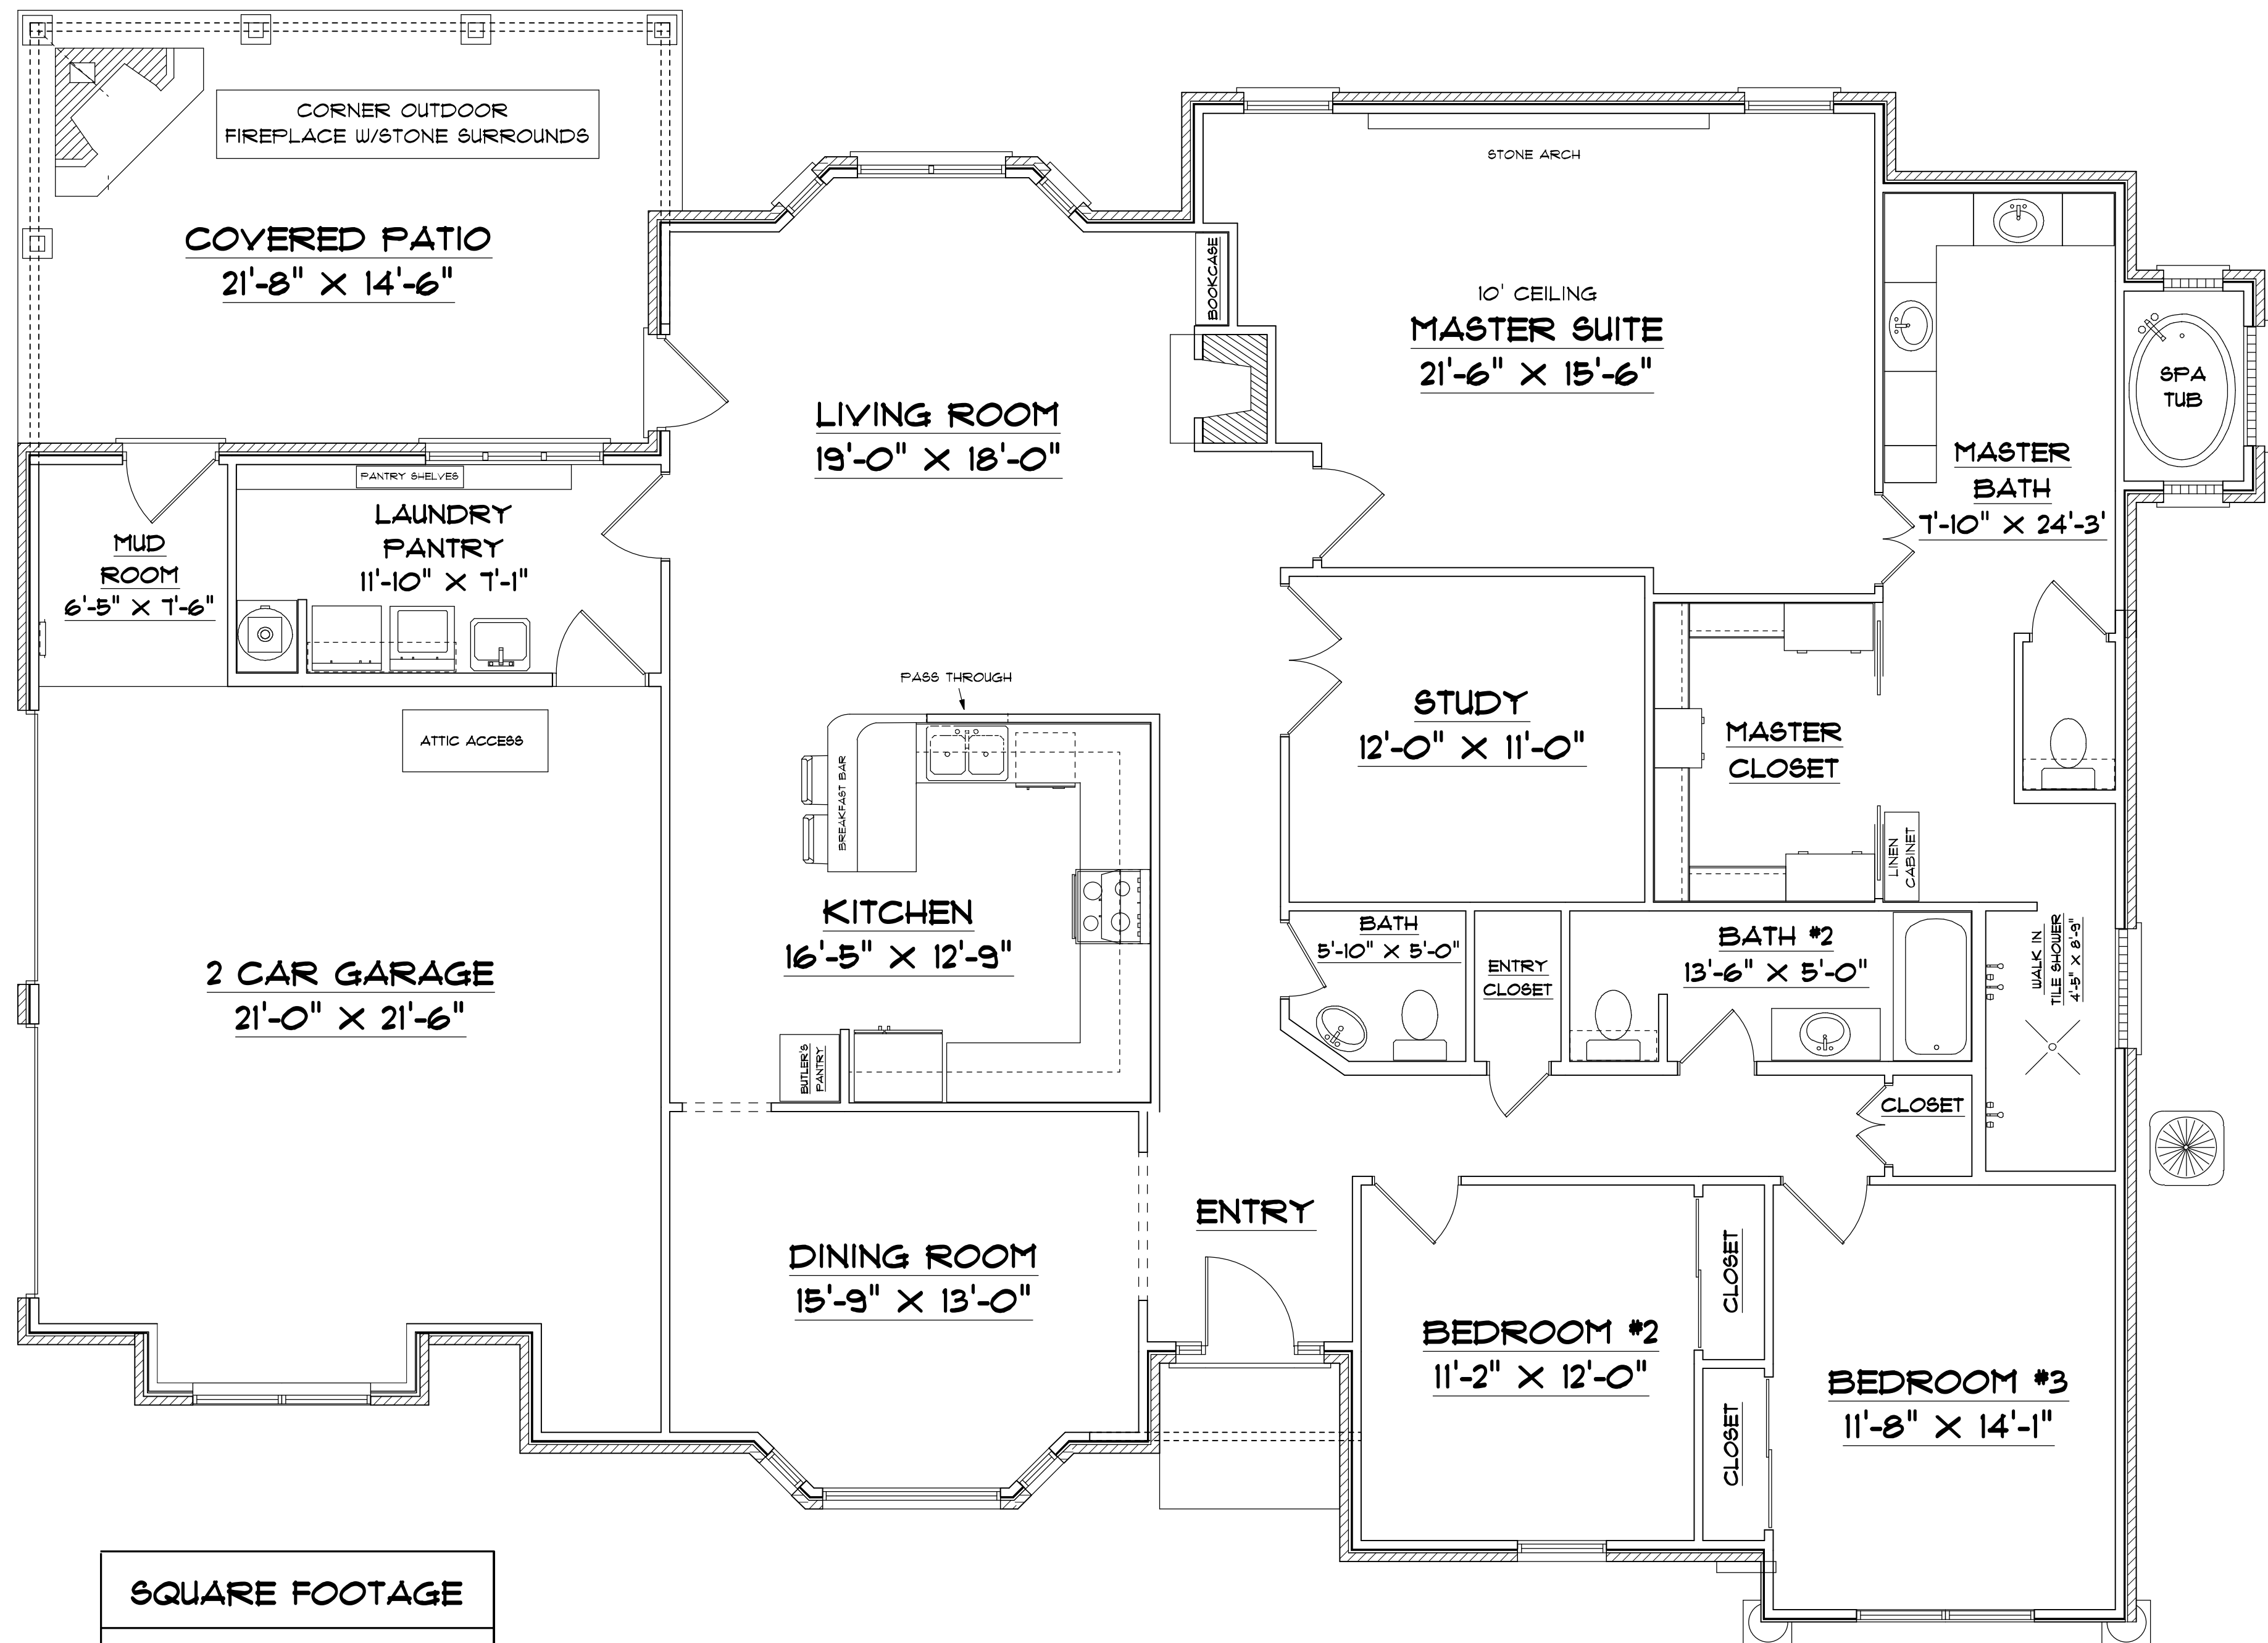 CORNER OUTDOOR
FIREPLACE W/STONE SURROUNDS
COVERED PATIO
21'-8" X 14'-6"
STONE ARCH
BOOKCASE
10' CEILING
MASTER SUITE
21'-6" X 15'-6"
SPA
TUB
LIVING ROOM
19'-0" X 18'-0"
MASTER
BATH
7'-10" X 24'-3'
PANTRY SHELVES
LAUNDRY
PANTRY
11'-10" X 7'-1"
MUD
ROOM
6'-5" X 7'-6"
PASS THROUGH
ATTIC ACCESS
BREAKFAST BAR
STUDY
12'-0" X 11'-0"
MASTER
CLOSET
LINEN
CABINET
KITCHEN
16'-5" X 12'-9"
2 CAR GARAGE
21'-0" X 21'-6"
BATH
5'-10" X 5'-0"
ENTRY
CLOSET
BATH #2
13'-6" X 5'-0"
WALK IN
TILE SHOWER
4'-5" X 8'-9"
BUTLER'S
PANTRY
CLOSET
ENTRY
DINING ROOM
15'-9" X 13'-0"
CLOSET
BEDROOM #2
11'-2" X 12'-0"
CLOSET
BEDROOM #3
11'-8" X 14'-1"
SQUARE FOOTAGE